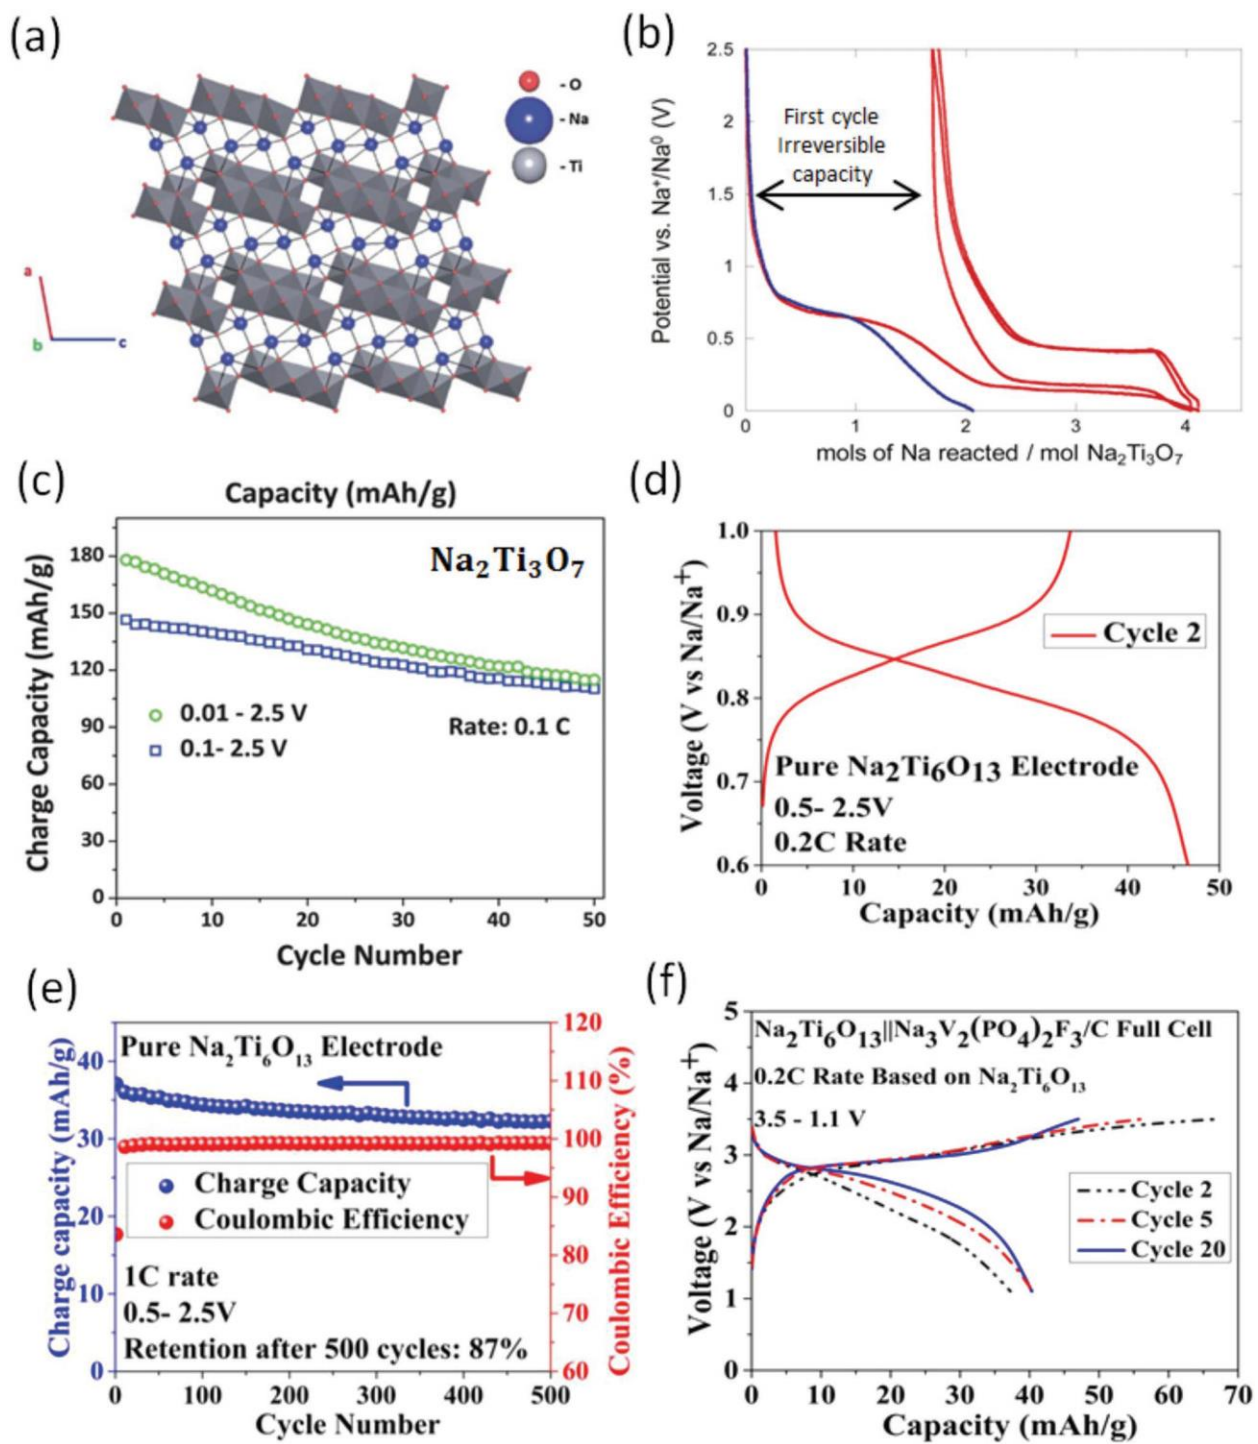 (a)
- O
- Na
- Ti
a
b
c
(b)
2.5
2
1.5
1
0.5
0
Potential vs. Na⁺/Na⁰ (V)
First cycle
Irreversible
capacity
0 1 2 3 4
mols of Na reacted / mol Na₂Ti₃O₇
(c)
Capacity (mAh/g)
Na₂Ti₃O₇
Charge Capacity (mAh/g)
180
150
120
90
60
30
0
0.01 - 2.5 V
0.1- 2.5 V
Rate: 0.1 C
0 10 20 30 40 50
Cycle Number
(d)
1.0
0.9
0.8
0.7
0.6
Voltage (V vs Na/Na⁺)
Cycle 2
Pure Na₂Ti₆O₁₃ Electrode
0.5- 2.5V
0.2C Rate
0 10 20 30 40 50
Capacity (mAh/g)
(e)
Charge capacity (mAh/g)
40
30
20
10
0
Pure Na₂Ti₆O₁₃ Electrode
Charge Capacity
Coulombic Efficiency
1C rate
0.5- 2.5V
Retention after 500 cycles: 87%
120
110
100
90
80
70
60
Coulombic Efficiency (%)
0 100 200 300 400 500
Cycle Number
(f)
5
4
3
2
1
0
Voltage (V vs Na/Na⁺)
Na₂Ti₆O₁₃||Na₃V₂(PO₄)₂F₃/C Full Cell
0.2C Rate Based on Na₂Ti₆O₁₃
3.5 - 1.1 V
Cycle 2
Cycle 5
Cycle 20
0 10 20 30 40 50 60 70
Capacity (mAh/g)